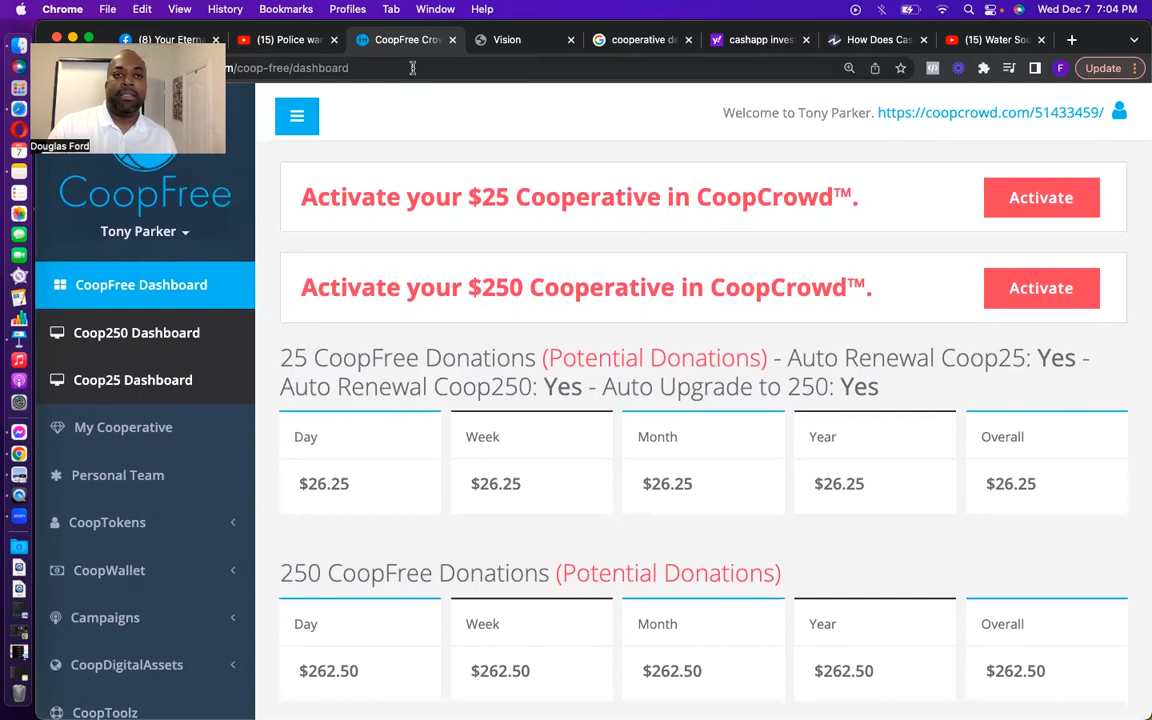 Chrome File Edit View History Bookmarks Profiles Tab Window Help Wed Dec 7 7:04 PM
(8) Your Eterna (15) Police war CoopFree Cro Vision cooperative de cashapp invest How Does Cas (15) Water Sou
m/coop-free/dashboard Update
Douglas Ford
Welcome to Tony Parker. https://coopcrowd.com/51433459/
CoopFree
Tony Parker
Activate your $25 Cooperative in CoopCrowd™. Activate
Activate your $250 Cooperative in CoopCrowd™. Activate
CoopFree Dashboard
Coop250 Dashboard
Coop25 Dashboard
My Cooperative
Personal Team
CoopTokens
CoopWallet
Campaigns
CoopDigitalAssets
CoopToolz
25 CoopFree Donations (Potential Donations) - Auto Renewal Coop25: Yes -
Auto Renewal Coop250: Yes - Auto Upgrade to 250: Yes
Day Week Month Year Overall
$26.25 $26.25 $26.25 $26.25 $26.25
250 CoopFree Donations (Potential Donations)
Day Week Month Year Overall
$262.50 $262.50 $262.50 $262.50 $262.50